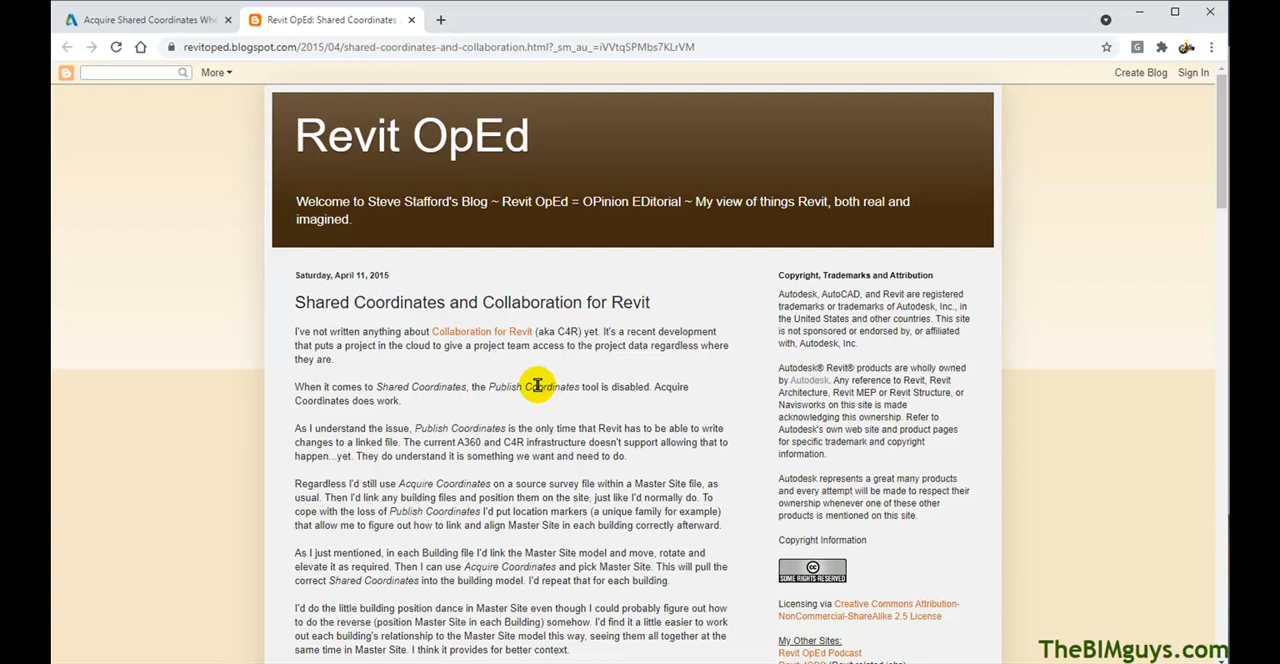 Acquire Shared Coordinates Whe
Revit OpEd: Shared Coordinates
revitoped.blogspot.com/2015/04/shared-coordinates-and-collaboration.html?_sm_au_=iVVtqSPMbs7KLrVM
More
Create Blog Sign In
Revit OpEd
Welcome to Steve Stafford's Blog ~ Revit OpEd = OPinion EDitorial ~ My view of things Revit, both real and
imagined.
Saturday, April 11, 2015
Shared Coordinates and Collaboration for Revit
I've not written anything about Collaboration for Revit (aka C4R) yet. It's a recent development
that puts a project in the cloud to give a project team access to the project data regardless where
they are.
When it comes to Shared Coordinates, the Publish Coordinates tool is disabled. Acquire
Coordinates does work.
As I understand the issue, Publish Coordinates is the only time that Revit has to be able to write
changes to a linked file. The current A360 and C4R infrastructure doesn't support allowing that to
happen...yet. They do understand it is something we want and need to do.
Regardless I'd still use Acquire Coordinates on a source survey file within a Master Site file, as
usual. Then I'd link any building files and position them on the site, just like I'd normally do. To
cope with the loss of Publish Coordinates I'd put location markers (a unique family for example)
that allow me to figure out how to link and align Master Site in each building correctly afterward.
As I just mentioned, in each Building file I'd link the Master Site model and move, rotate and
elevate it as required. Then I can use Acquire Coordinates and pick Master Site. This will pull the
correct Shared Coordinates into the building model. I'd repeat that for each building.
I'd do the little building position dance in Master Site even though I could probably figure out how
to do the reverse (position Master Site in each Building) somehow. I'd find it a little easier to work
out each building's relationship to the Master Site model this way, seeing them all together at the
same time in Master Site. I think it provides for better context.
Copyright, Trademarks and Attribution
Autodesk, AutoCAD, and Revit are registered
trademarks or trademarks of Autodesk, Inc., in
the United States and other countries. This site
is not sponsored or endorsed by, or affiliated
with, Autodesk, Inc.
Autodesk® Revit® products are wholly owned
by Autodesk. Any reference to Revit, Revit
Architecture, Revit MEP or Revit Structure, or
Navisworks on this site is made
acknowledging this ownership. Refer to
Autodesk's own web site and product pages
for specific trademark and copyright
information.
Autodesk represents a great many products
and every attempt will be made to respect their
ownership whenever one of these other
products is mentioned on this site.
Copyright Information
cc
SOME RIGHTS RESERVED
Licensing via Creative Commons Attribution-
NonCommercial-ShareAlike 2.5 License
My Other Sites:
Revit OpEd Podcast
TheBIMguys.com